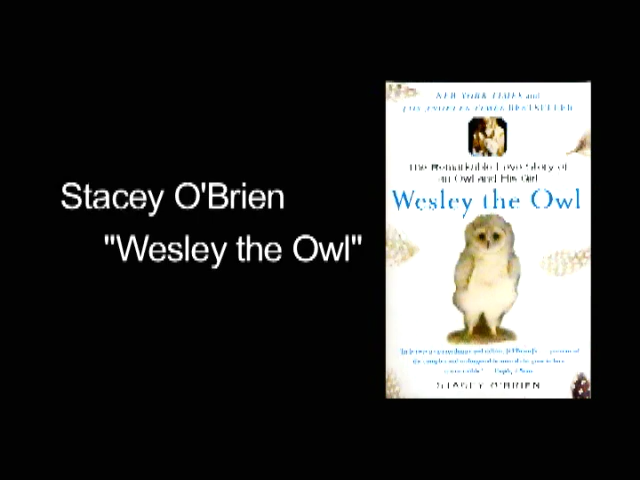 Stacey O'Brien
"Wesley the Owl"
NEW YORK TIMES and
LOS ANGELES TIMES BESTSELLER
The Remarkable Love Story of
an Owl and His Girl
Wesley the Owl
STACEY O'BRIEN